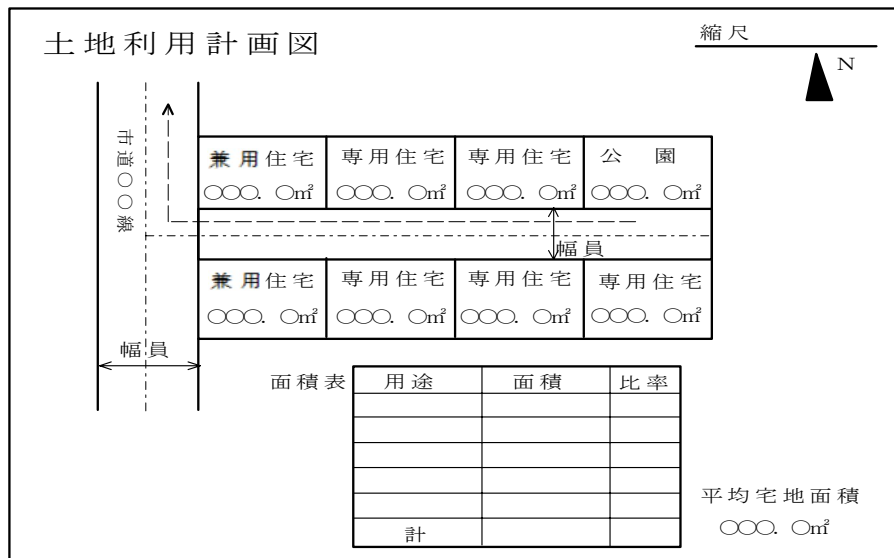 土地利用計画図
縮尺
N
市道○○線
兼用住宅 専用住宅 専用住宅 公園
○○○.○㎡ ○○○.○㎡ ○○○.○㎡ ○○○.○㎡
幅員
兼用住宅 専用住宅 専用住宅 専用住宅
○○○.○㎡ ○○○.○㎡ ○○○.○㎡ ○○○.○㎡
幅員
面積表 用途 面積 比率
計
平均宅地面積
○○○.○㎡